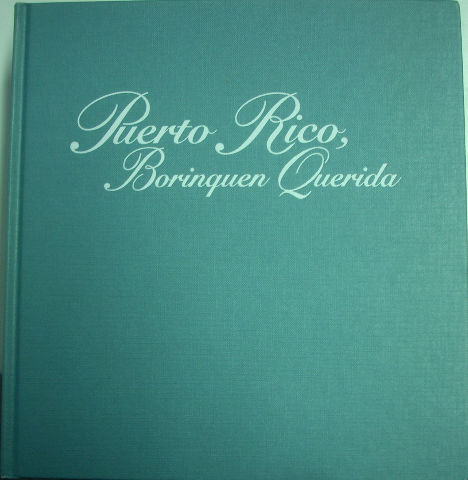 Puerto Rico,
Borinquen Querida